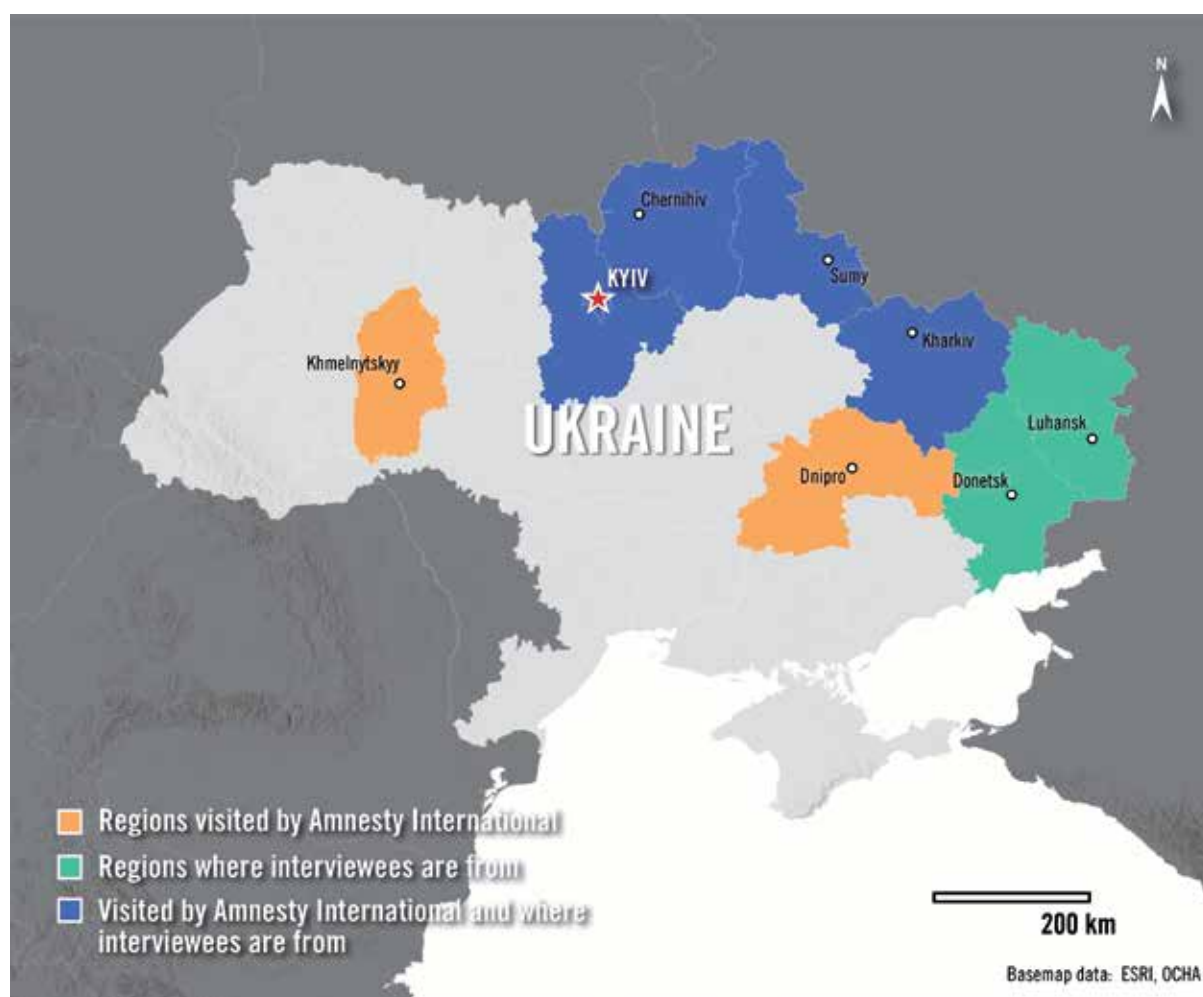 N
Chernihiv
Sumy
KYIV
Kharkiv
Khmelnytskyy
UKRAINE
Luhansk
Dnipro
Donetsk
Regions visited by Amnesty International
Regions where interviewees are from
Visited by Amnesty International and where
interviewees are from
200 km
Basemap data: ESRI, OCHA